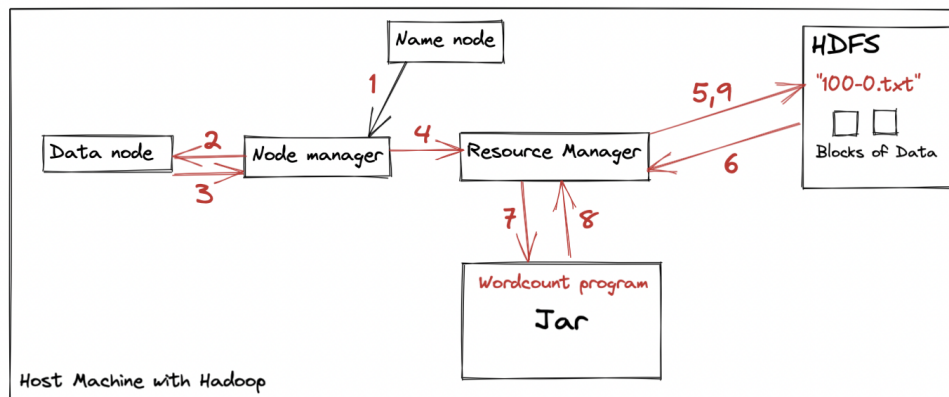 Name node
HDFS
"100-0.txt"
1
5,9
2
4
Data node
Node manager
Resource Manager
Blocks of Data
3
6
7
8
Wordcount program
Jar
Host Machine with Hadoop